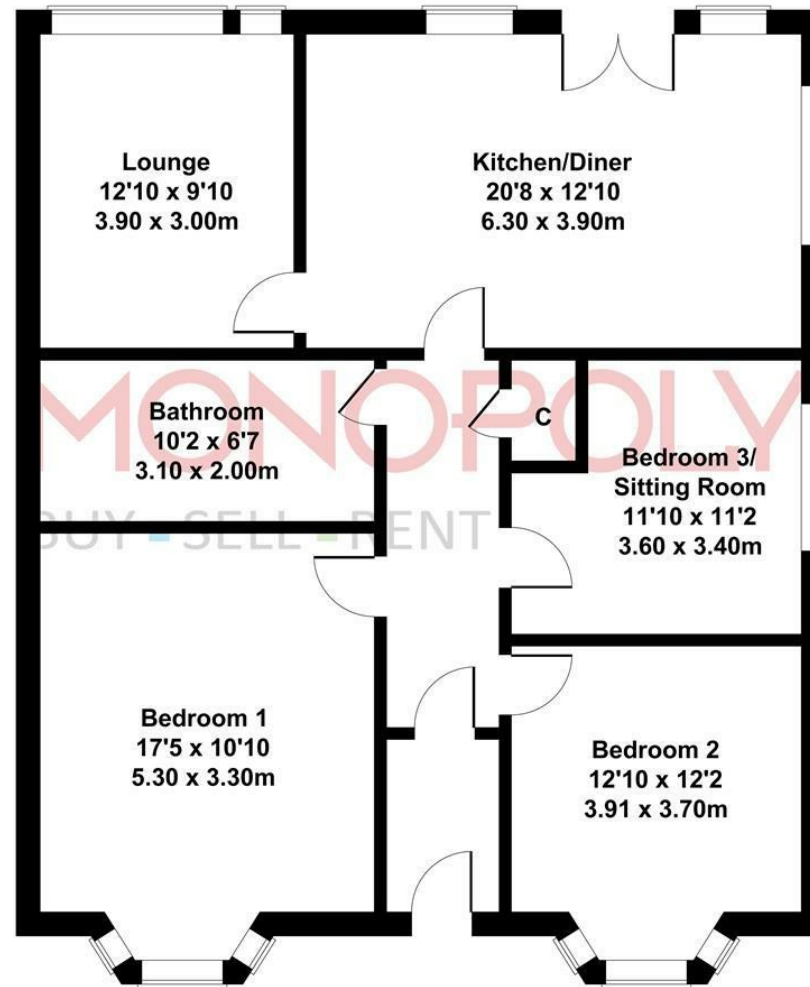 Lounge
12'10 x 9'10
3.90 x 3.00m
Kitchen/Diner
20'8 x 12'10
6.30 x 3.90m
MONOPOLY
BUY - SELL - RENT
Bathroom
10'2 x 6'7
3.10 x 2.00m
C
Bedroom 3/
Sitting Room
11'10 x 11'2
3.60 x 3.40m
Bedroom 1
17'5 x 10'10
5.30 x 3.30m
Bedroom 2
12'10 x 12'2
3.91 x 3.70m